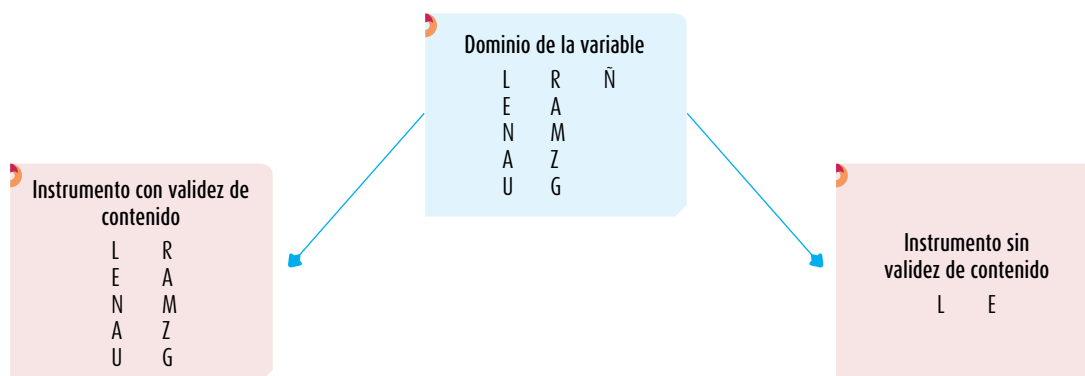 Dominio de la variable
L R Ñ
E A
N M
A Z
U G
Instrumento con validez de
contenido
L R
E A
N M
A Z
U G
Instrumento sin
validez de contenido
L E